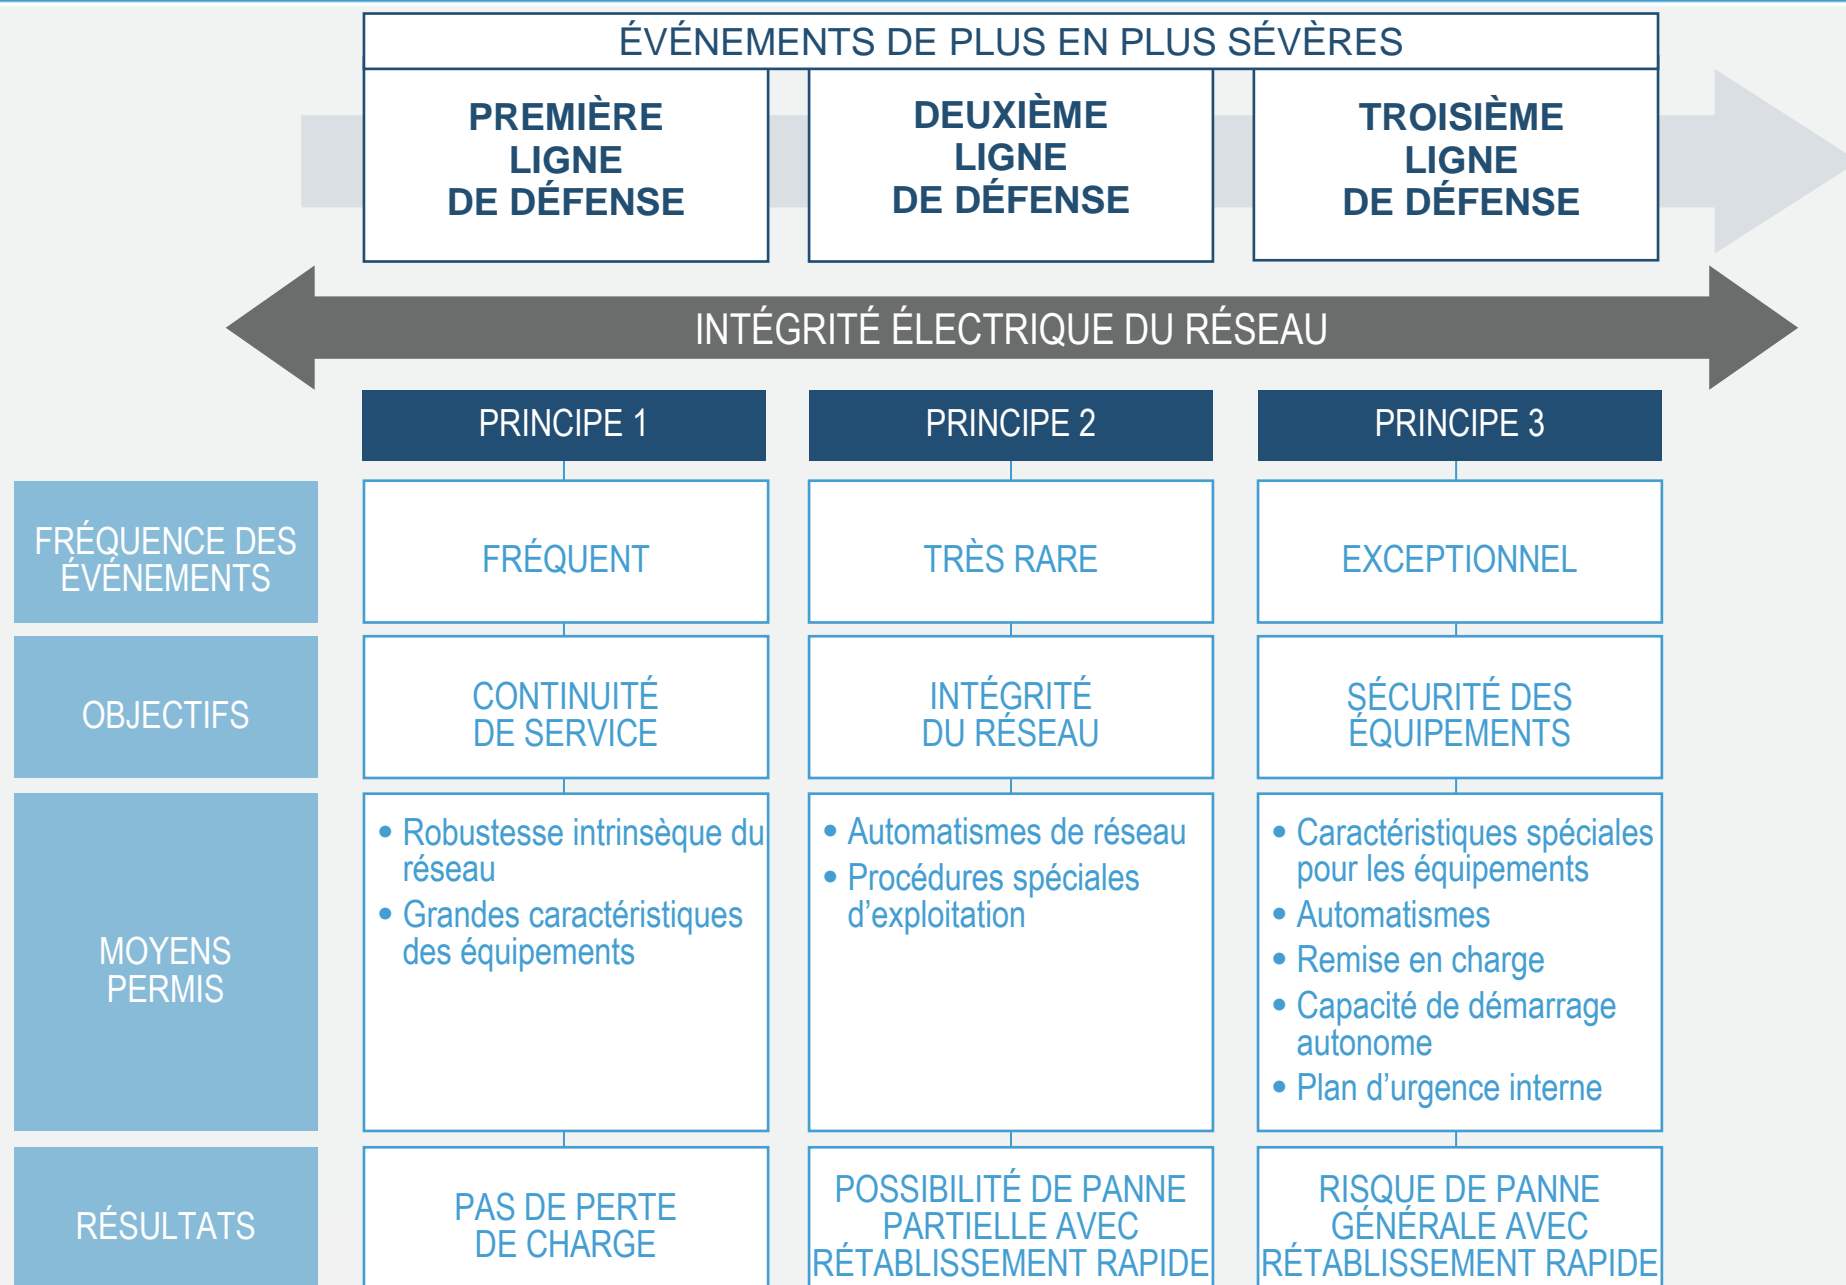 ÉVÉNEMENTS DE PLUS EN PLUS SÉVÈRES
PREMIÈRE
LIGNE
DE DÉFENSE
DEUXIÈME
LIGNE
DE DÉFENSE
TROISIÈME
LIGNE
DE DÉFENSE
INTÉGRITÉ ÉLECTRIQUE DU RÉSEAU
PRINCIPE 1
PRINCIPE 2
PRINCIPE 3
FRÉQUENCE DES
ÉVÉNEMENTS
FRÉQUENT
TRÈS RARE
EXCEPTIONNEL
OBJECTIFS
CONTINUITÉ
DE SERVICE
INTÉGRITÉ
DU RÉSEAU
SÉCURITÉ DES
ÉQUIPEMENTS
MOYENS
PERMIS
• Robustesse intrinsèque du
réseau
• Grandes caractéristiques
des équipements
• Automatismes de réseau
• Procédures spéciales
d’exploitation
• Caractéristiques spéciales
pour les équipements
• Automatismes
• Remise en charge
• Capacité de démarrage
autonome
• Plan d’urgence interne
RÉSULTATS
PAS DE PERTE
DE CHARGE
POSSIBILITÉ DE PANNE
PARTIELLE AVEC
RÉTABLISSEMENT RAPIDE
RISQUE DE PANNE
GÉNÉRALE AVEC
RÉTABLISSEMENT RAPIDE